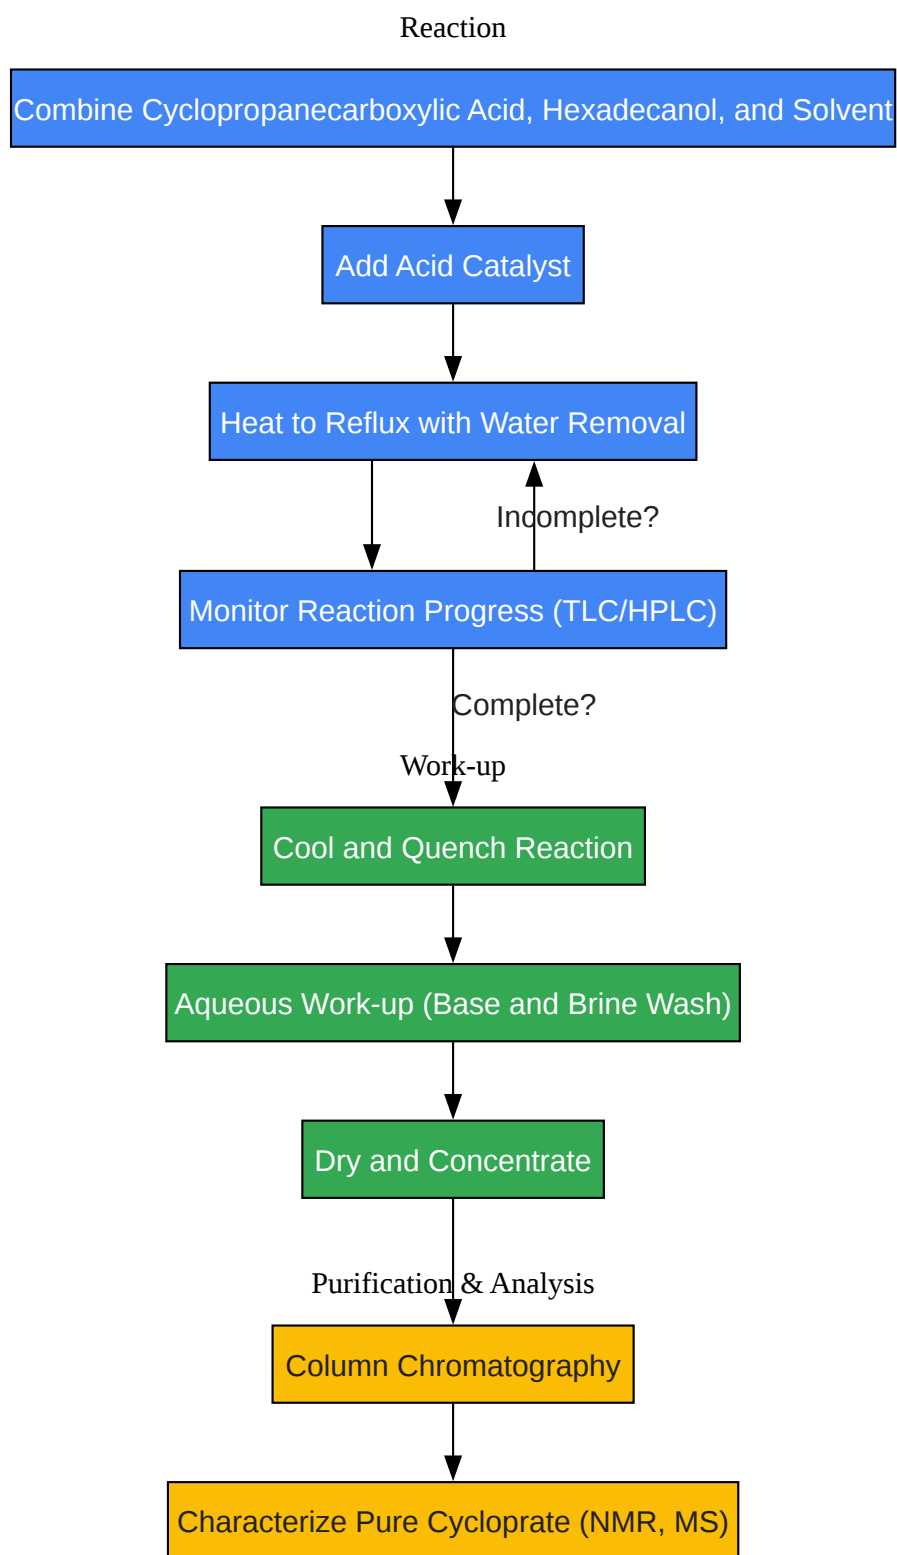 Reaction
Combine Cyclopropanecarboxylic Acid, Hexadecanol, and Solvent
Add Acid Catalyst
Heat to Reflux with Water Removal
Incomplete?
Monitor Reaction Progress (TLC/HPLC)
Complete?
Work-up
Cool and Quench Reaction
Aqueous Work-up (Base and Brine Wash)
Dry and Concentrate
Purification & Analysis
Column Chromatography
Characterize Pure Cycloprate (NMR, MS)